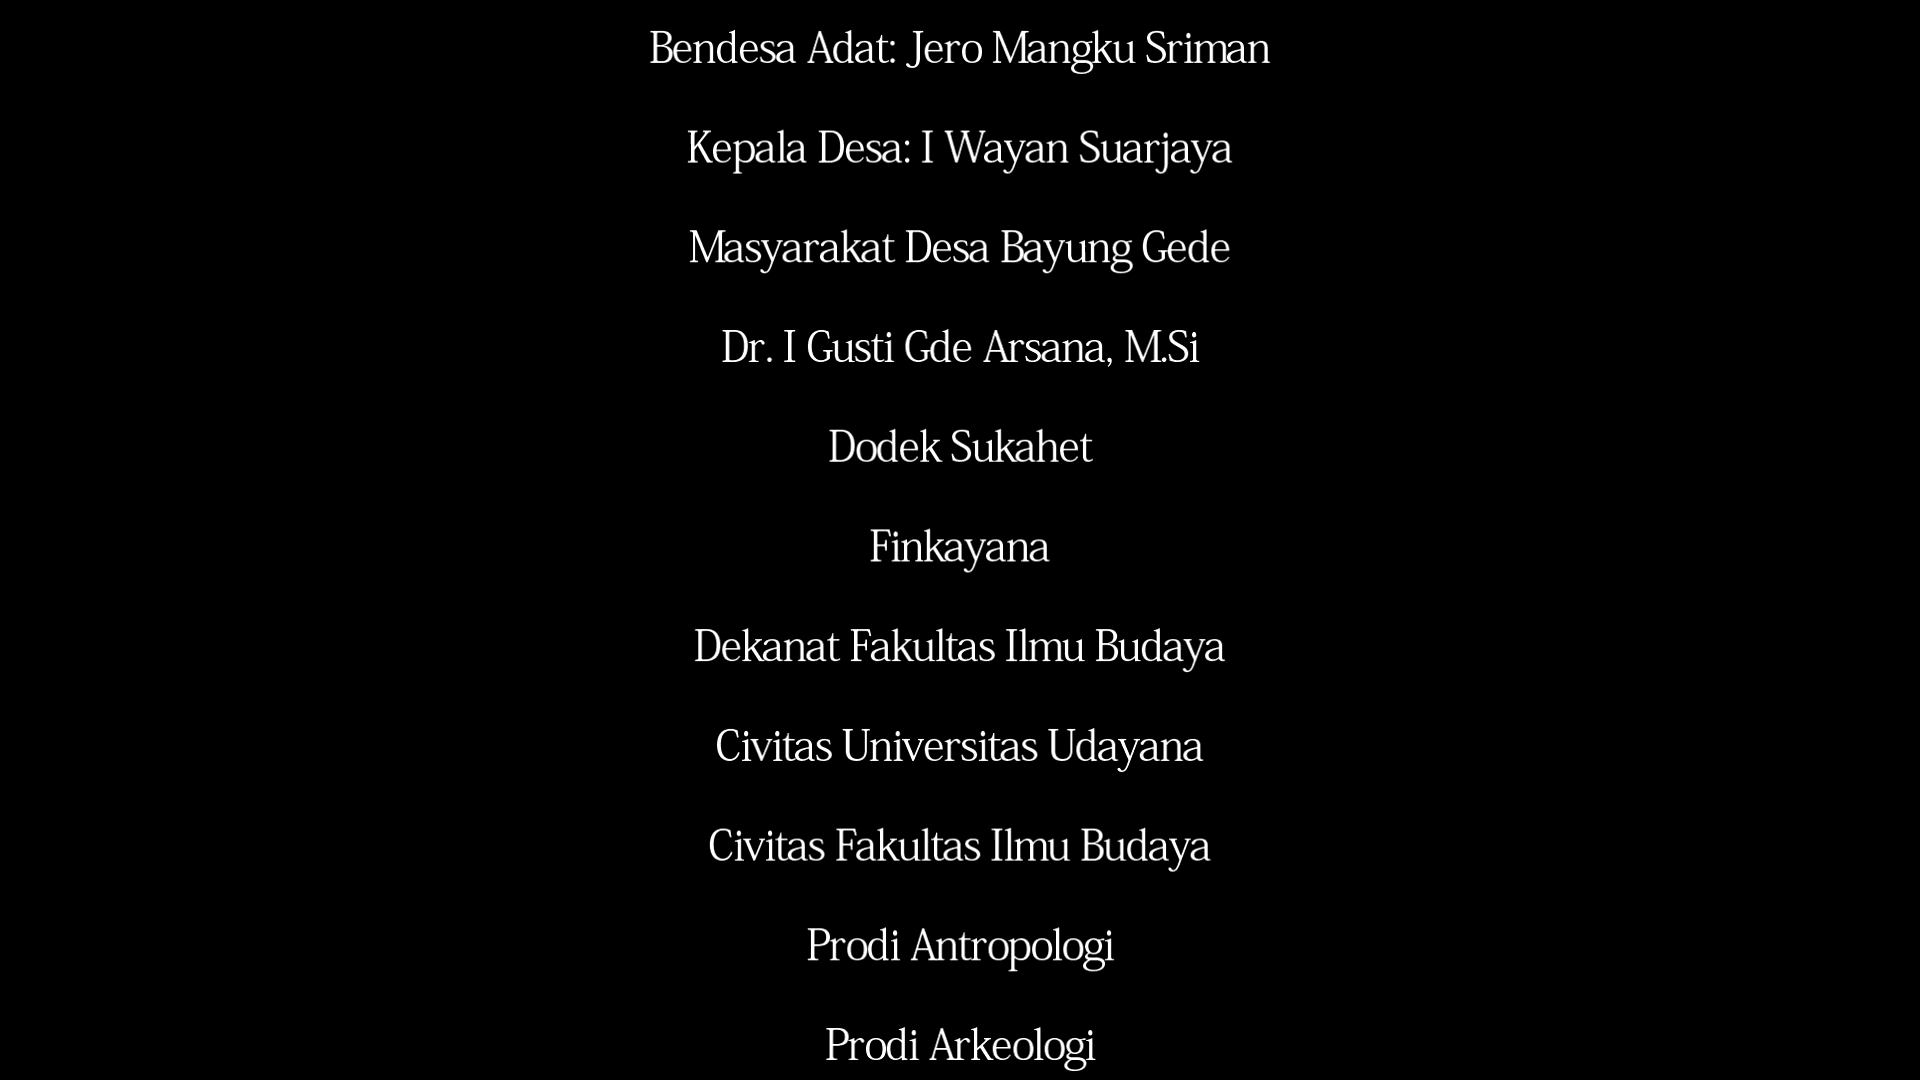 Bendesa Adat: Jero Mangku Sriman
Kepala Desa: I Wayan Suarjaya
Masyarakat Desa Bayung Gede
Dr. I Gusti Gde Arsana, M.Si
Dodek Sukahet
Finkayana
Dekanat Fakultas Ilmu Budaya
Civitas Universitas Udayana
Civitas Fakultas Ilmu Budaya
Prodi Antropologi
Prodi Arkeologi